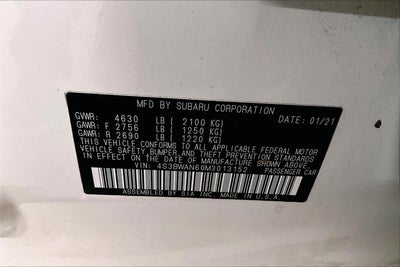 MFD BY SUBARU CORPORATION DATE: 01/21
GVWR: 4630 LB [ 2100 KG]
GAWR: F 2756 LB [ 1250 KG]
GAWR: R 2690 LB [ 1220 KG]
THIS VEHICLE CONFORMS TO ALL APPLICABLE FEDERAL MOTOR
VEHICLE SAFETY, BUMPER, AND THEFT PREVENTION STANDARDS
IN EFFECT ON THE DATE OF MANUFACTURE SHOWN ABOVE.
VIN: 4S3BWAN60M3013152 PASSENGER CAR
ASSEMBLED BY SIA INC. MADE IN U.S.A.